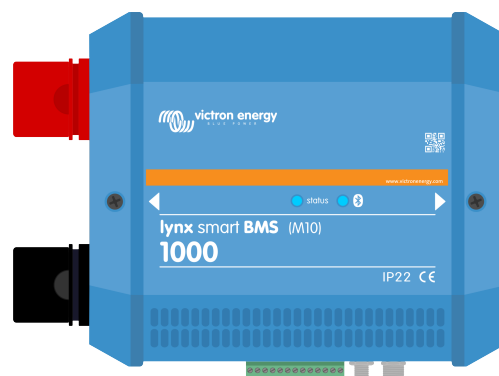 victron energy
BLUE POWER
www.victronenergy.com
status
lynx smart BMS (M10)
1000
IP22 CE